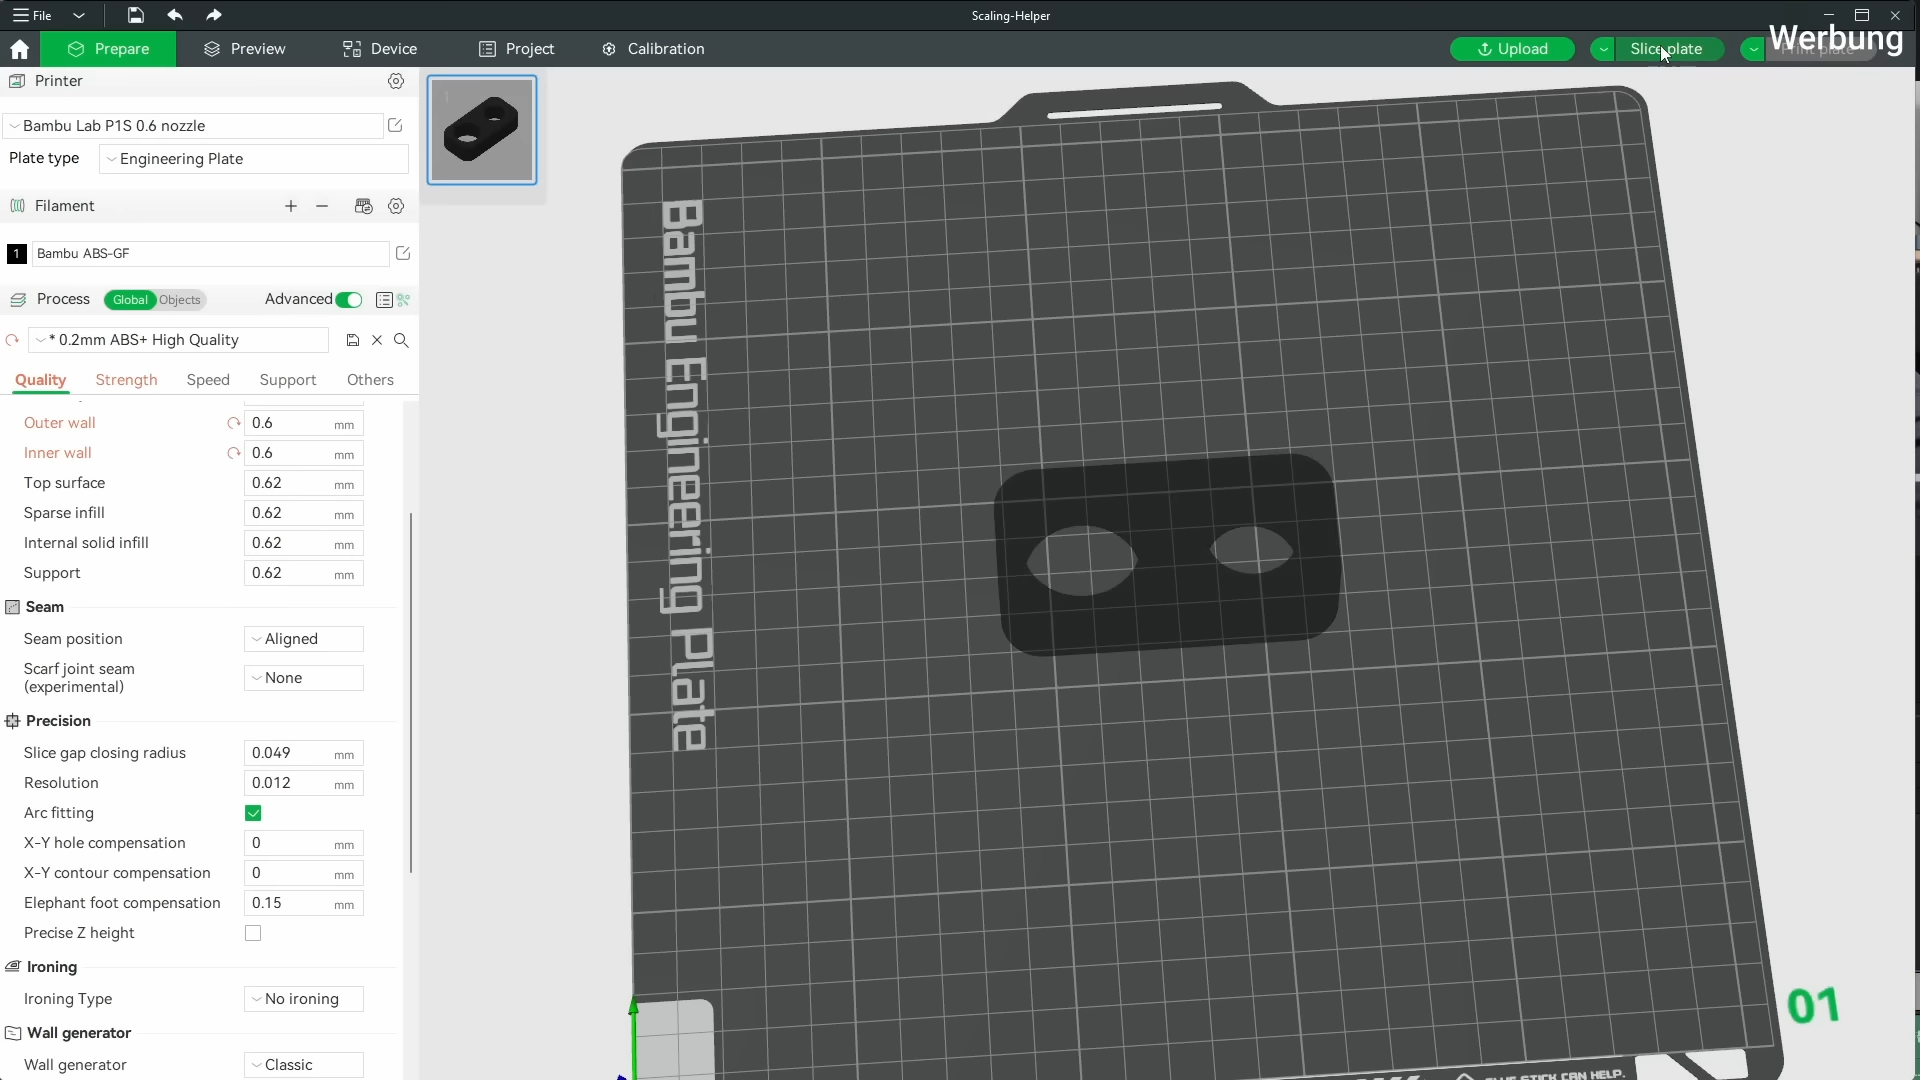 File
Scaling-Helper
Prepare
Preview
Device
Project
Calibration
Upload
Slice plate
Print plate
Werbung
Printer
Bambu Lab P1S 0.6 nozzle
Plate type
Engineering Plate
Filament
1
Bambu ABS-GF
Process
Global
Objects
Advanced
* 0.2mm ABS+ High Quality
Quality
Strength
Speed
Support
Others
Outer wall 0.6 mm
Inner wall 0.6 mm
Top surface 0.62 mm
Sparse infill 0.62 mm
Internal solid infill 0.62 mm
Support 0.62 mm
Seam
Seam position Aligned
Scarf joint seam
(experimental) None
Precision
Slice gap closing radius 0.049 mm
Resolution 0.012 mm
Arc fitting
X-Y hole compensation 0 mm
X-Y contour compensation 0 mm
Elephant foot compensation 0.15 mm
Precise Z height
Ironing
Ironing Type No ironing
Wall generator
Wall generator Classic
Bambu Engineering Plate
01
GLUE STICK CAN HELP.